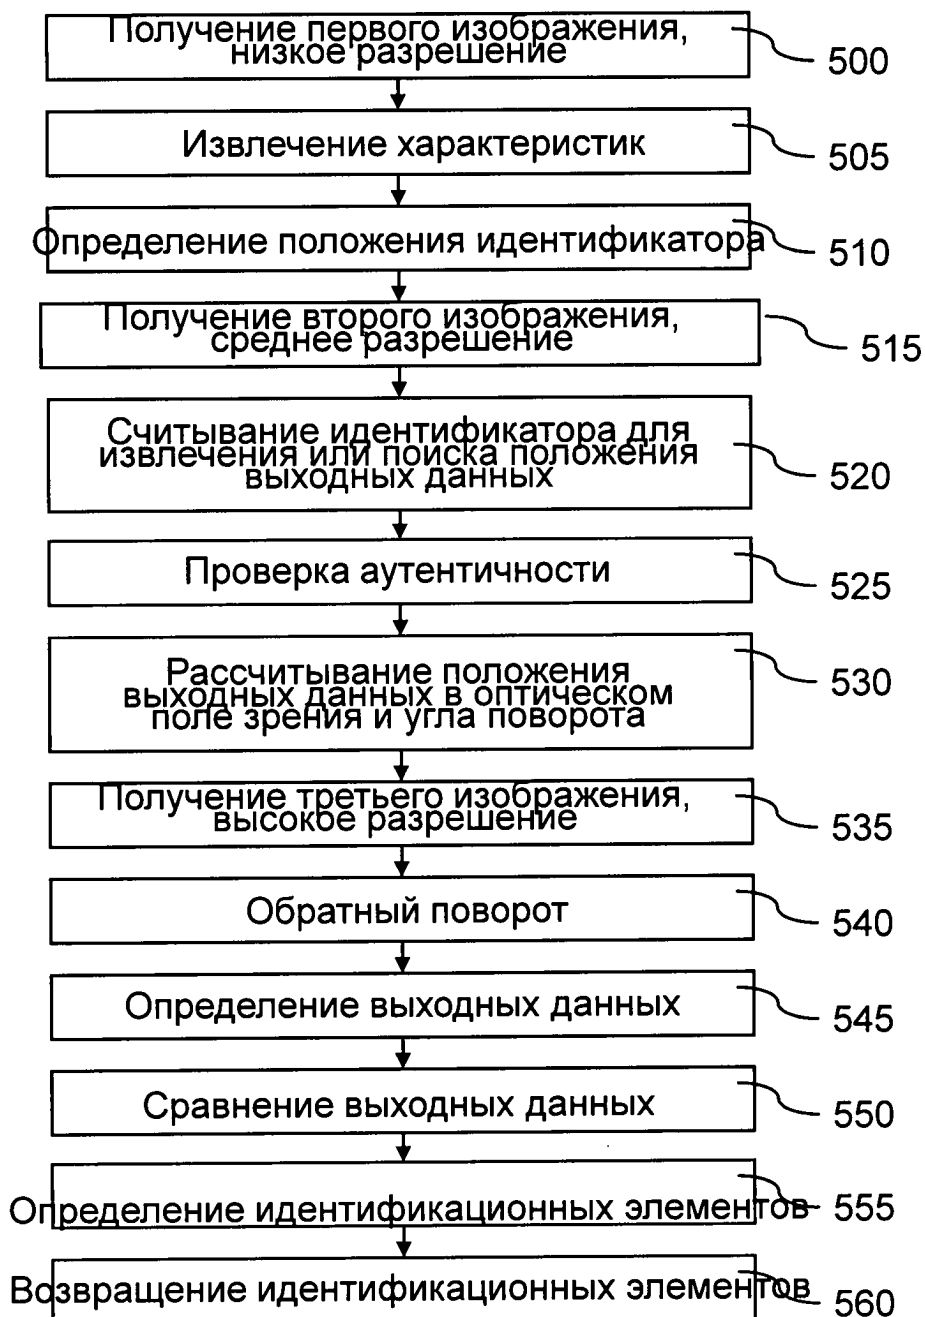 Получение первого изображения,
низкое разрешение
500
Извлечение характеристик
505
Определение положения идентификатора
510
Получение второго изображения,
среднее разрешение
515
Считывание идентификатора для
извлечения или поиска положения
выходных данных
520
Проверка аутентичности
525
Рассчитывание положения
выходных данных в оптическом
поле зрения и угла поворота
530
Получение третьего изображения,
высокое разрешение
535
Обратный поворот
540
Определение выходных данных
545
Сравнение выходных данных
550
Определение идентификационных элементов
555
Возвращение идентификационных элементов
560